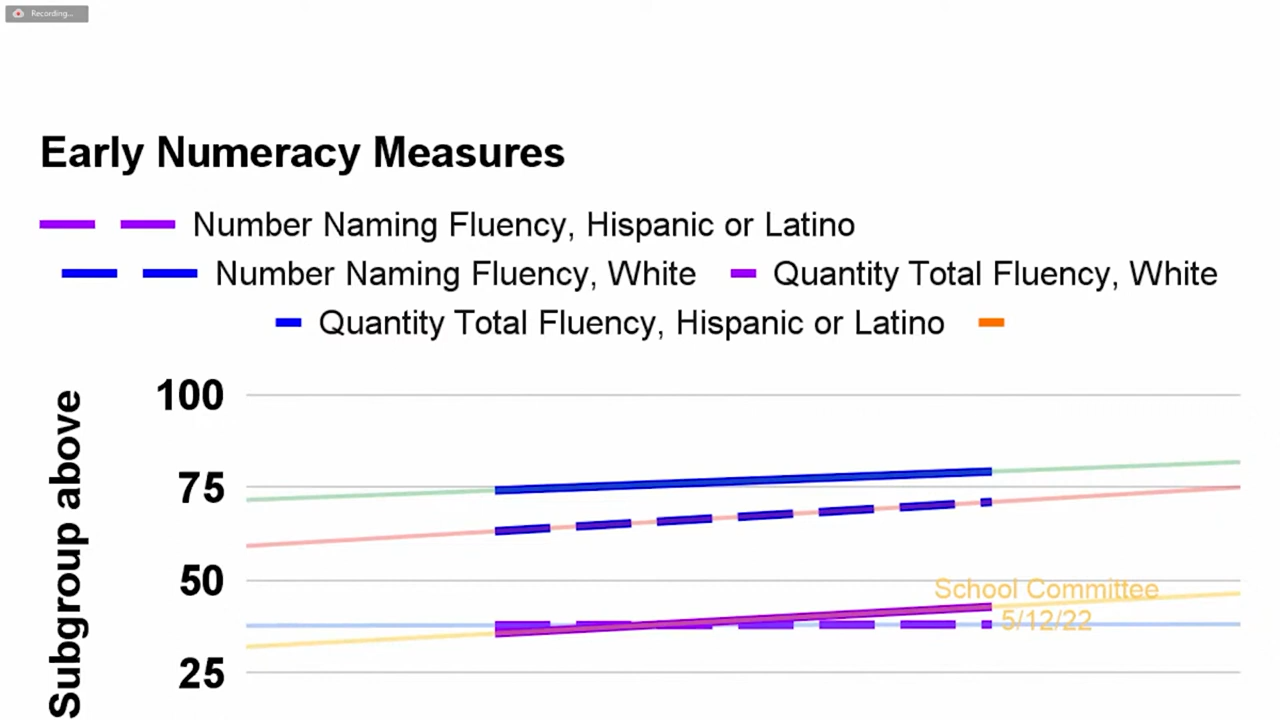 Recording...
Early Numeracy Measures
Number Naming Fluency, Hispanic or Latino
Number Naming Fluency, White Quantity Total Fluency, White
Quantity Total Fluency, Hispanic or Latino
Subgroup above
100
75
50
25
School Committee
5/12/22